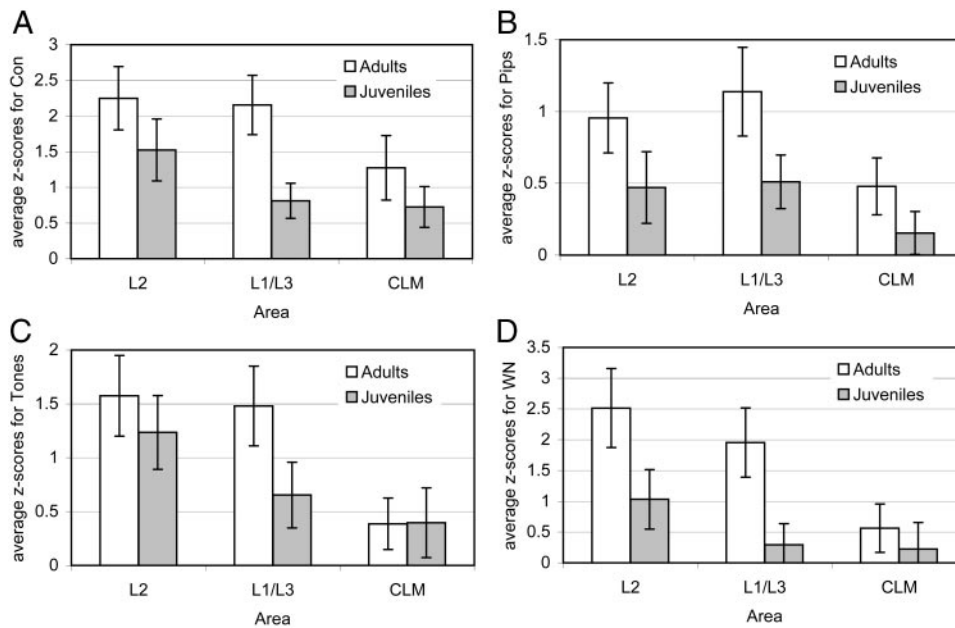 A
average z-scores for Con
3
2.5
2
1.5
1
0.5
0
Adults
Juveniles
L2 L1/L3 CLM
Area
B
average z-scores for Pips
1.5
1
0.5
0
Adults
Juveniles
L2 L1/L3 CLM
Area
C
average z-scores for Tones
2
1.5
1
0.5
0
Adults
Juveniles
L2 L1/L3 CLM
Area
D
average z-scores for WN
3.5
3
2.5
2
1.5
1
0.5
0
Adults
Juveniles
L2 L1/L3 CLM
Area